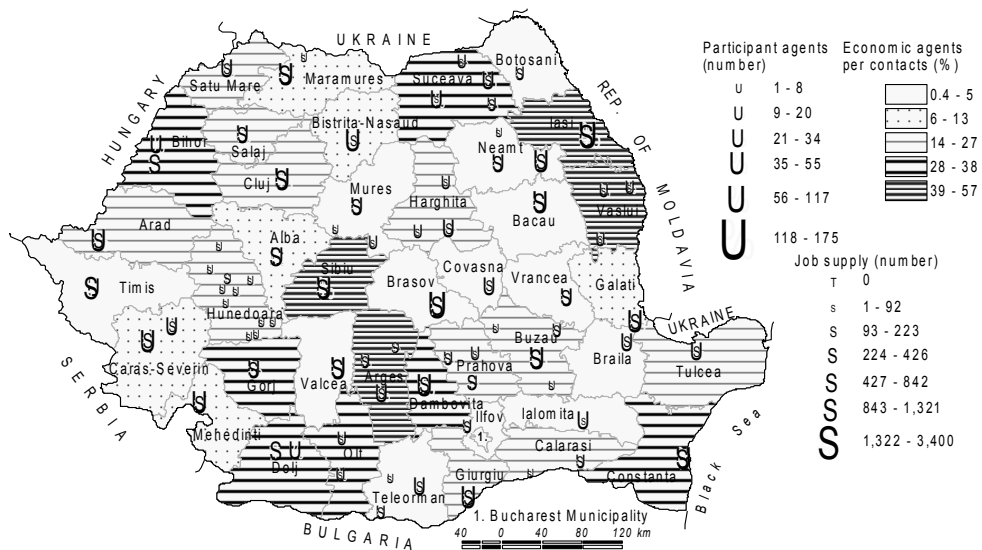 UKRAINE
HUNGARY
REP. OF MOLDAVIA
UKRAINE
SERBIA
BULGARIA
Black Sea
Satu Mare
Maramures
Suceava
Botosani
Bihor
Salaj
Bistrita-Nasaud
Iasi
Neamt
Cluj
Mures
Harghita
Bacau
Vaslui
Arad
Alba
Sibiu
Brasov
Covasna
Vrancea
Galati
Timis
Hunedoara
Caras-Severin
Gorj
Valcea
Arges
Prahova
Buzau
Braila
Tulcea
Dambovita
Ilfov
1.
Ialomita
Mehedinti
Dolj
Olt
Teleorman
Giurgiu
Calarasi
Constanta
1. Bucharest Municipality
40 0 40 80 120 km
Participant agents
(number)
U 1 - 8
U 9 - 20
U 21 - 34
U 35 - 55
U 56 - 117
U 118 - 175
Economic agents
per contacts (%)
0.4 - 5
6 - 13
14 - 27
28 - 38
39 - 57
Job supply (number)
T 0
S 1 - 92
S 93 - 223
S 224 - 426
S 427 - 842
S 843 - 1,321
S 1,322 - 3,400